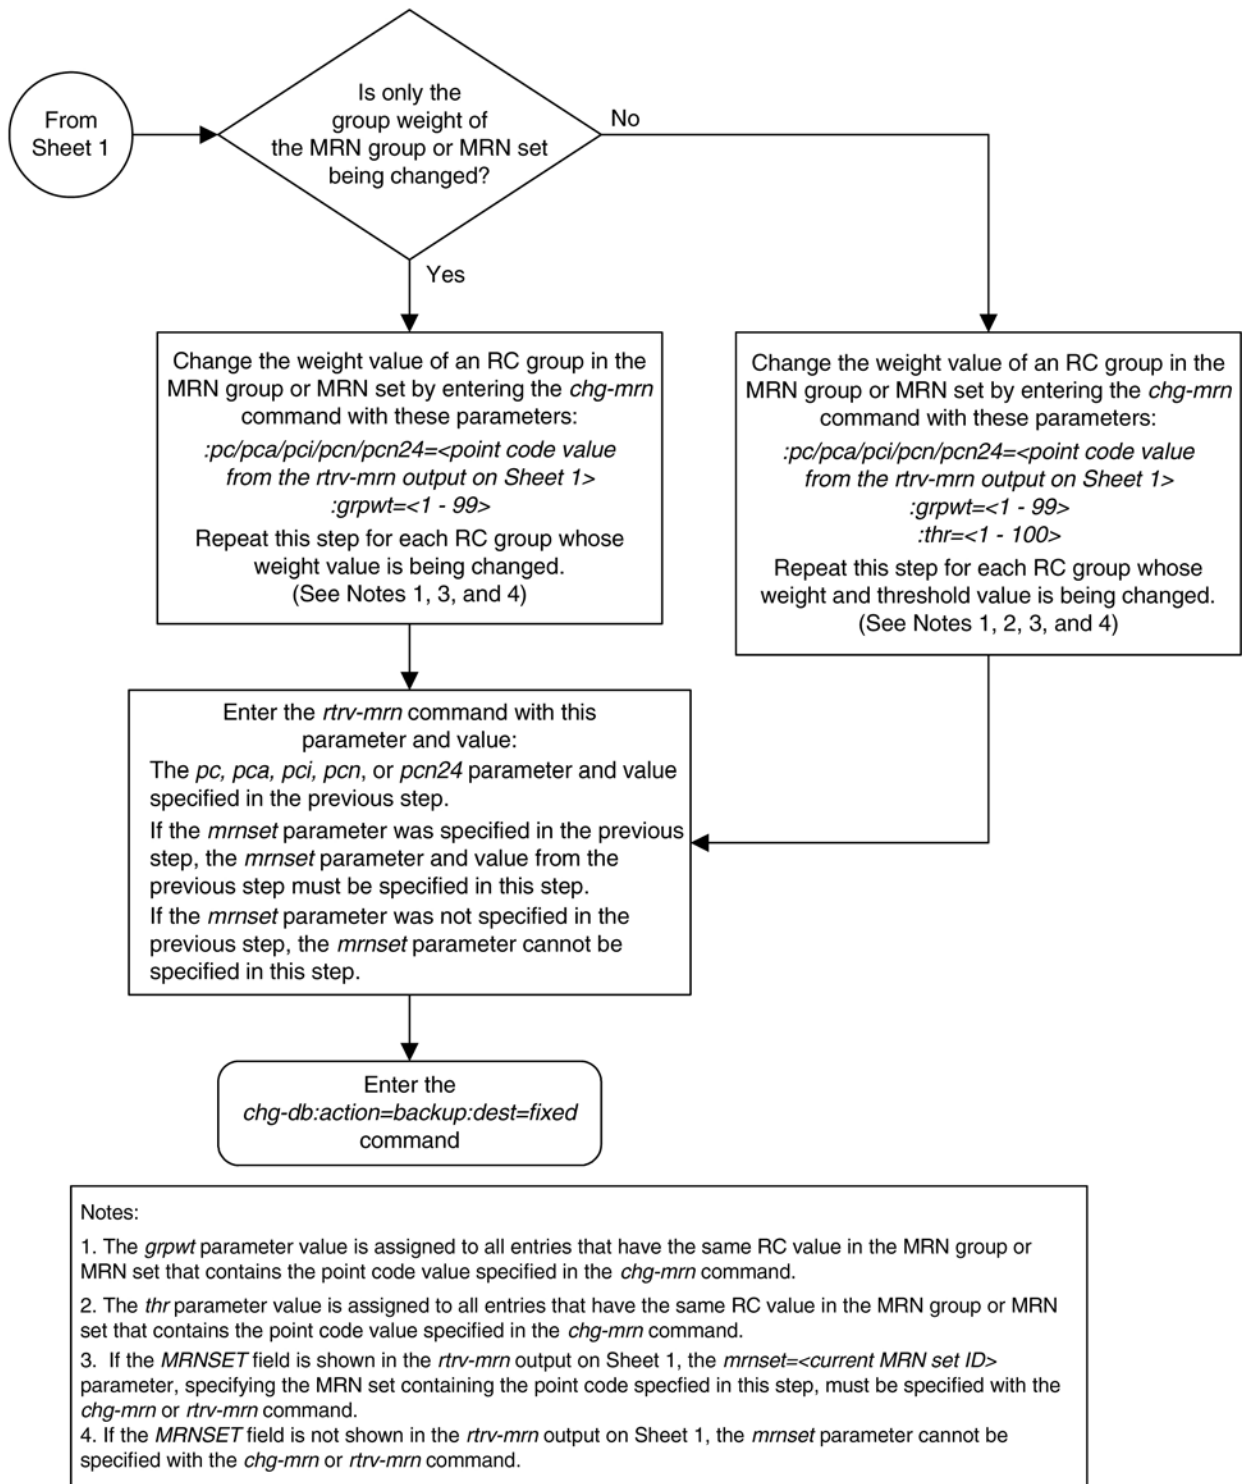 From
Sheet 1
Is only the
group weight of
the MRN group or MRN set
being changed?
No
Yes
Change the weight value of an RC group in the
MRN group or MRN set by entering the chg-mrn
command with these parameters:
:pc/pca/pci/pcn/pcn24=<point code value
from the rtrv-mrn output on Sheet 1>
:grpwt=<1 - 99>
Repeat this step for each RC group whose
weight value is being changed.
(See Notes 1, 3, and 4)
Change the weight value of an RC group in the
MRN group or MRN set by entering the chg-mrn
command with these parameters:
:pc/pca/pci/pcn/pcn24=<point code value
from the rtrv-mrn output on Sheet 1>
:grpwt=<1 - 99>
:thr=<1 - 100>
Repeat this step for each RC group whose
weight and threshold value is being changed.
(See Notes 1, 2, 3, and 4)
Enter the rtrv-mrn command with this
parameter and value:
The pc, pca, pci, pcn, or pcn24 parameter and value
specified in the previous step.
If the mrnset parameter was specified in the previous
step, the mrnset parameter and value from the
previous step must be specified in this step.
If the mrnset parameter was not specified in the
previous step, the mrnset parameter cannot be
specified in this step.
Enter the
chg-db:action=backup:dest=fixed
command
Notes:
1. The grpwt parameter value is assigned to all entries that have the same RC value in the MRN group or
MRN set that contains the point code value specified in the chg-mrn command.
2. The thr parameter value is assigned to all entries that have the same RC value in the MRN group or MRN
set that contains the point code value specified in the chg-mrn command.
3. If the MRNSET field is shown in the rtrv-mrn output on Sheet 1, the mrnset=<current MRN set ID>
parameter, specifying the MRN set containing the point code specfied in this step, must be specified with the
chg-mrn or rtrv-mrn command.
4. If the MRNSET field is not shown in the rtrv-mrn output on Sheet 1, the mrnset parameter cannot be
specified with the chg-mrn or rtrv-mrn command.